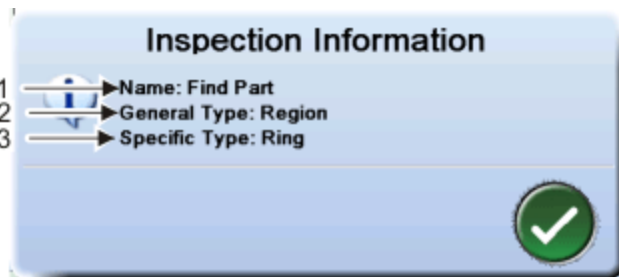 Inspection Information
1 Name: Find Part
2 General Type: Region
3 Specific Type: Ring